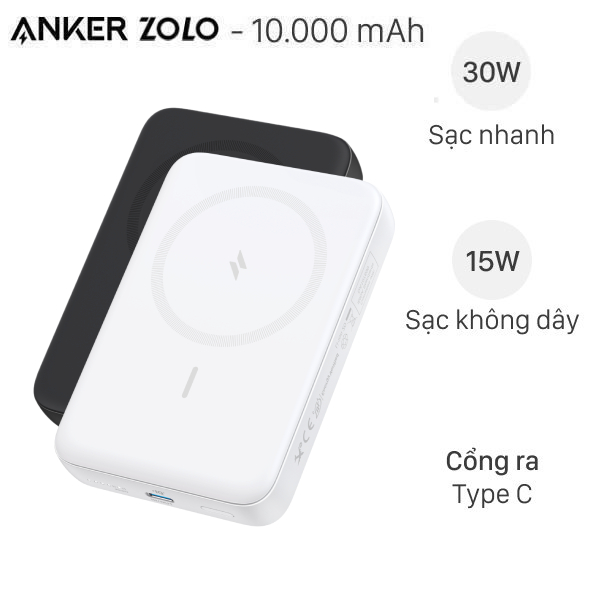 ANKER ZOLO - 10.000 mAh
30W
Sạc nhanh
15W
Sạc không dây
Cổng ra
Type C